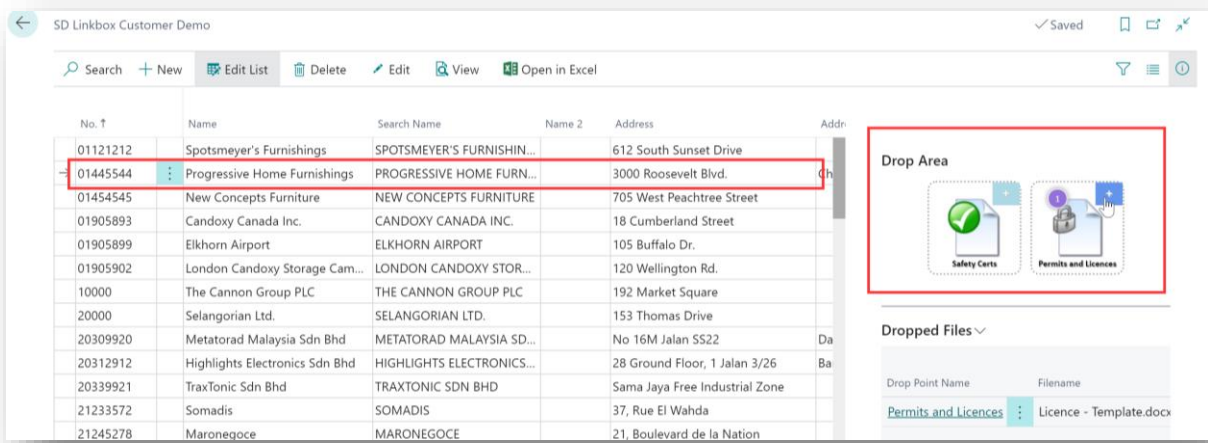 SD Linkbox Customer Demo
Saved
Search New Edit List Delete Edit View Open in Excel
No. ↑ Name Search Name Name 2 Address Addr
01121212 Spotsmeyer's Furnishings SPOTSMEYER'S FURNISHIN... 612 South Sunset Drive
01445544 Progressive Home Furnishings PROGRESSIVE HOME FURN... 3000 Roosevelt Blvd. Ch
01454545 New Concepts Furniture NEW CONCEPTS FURNITURE 705 West Peachtree Street
01905893 Candoxy Canada Inc. CANDOXY CANADA INC. 18 Cumberland Street
01905899 Elkhorn Airport ELKHORN AIRPORT 105 Buffalo Dr.
01905902 London Candoxy Storage Cam... LONDON CANDOXY STOR... 120 Wellington Rd.
10000 The Cannon Group PLC THE CANNON GROUP PLC 192 Market Square
20000 Selangorian Ltd. SELANGORIAN LTD. 153 Thomas Drive
20309920 Metatorad Malaysia Sdn Bhd METATORAD MALAYSIA SD... No 16M Jalan SS22 Da
20312912 Highlights Electronics Sdn Bhd HIGHLIGHTS ELECTRONICS... 28 Ground Floor, 1 Jalan 3/26 Ba
20339921 TraxTonic Sdn Bhd TRAXTONIC SDN BHD Sama Jaya Free Industrial Zone
21233572 Somadis SOMADIS 37, Rue El Wahda
21245278 Maronegoce MARONEGOCE 21, Boulevard de la Nation
Drop Area
1
Safety Certs Permits and Licences
Dropped Files
Drop Point Name Filename
Permits and Licences Licence - Template.docx